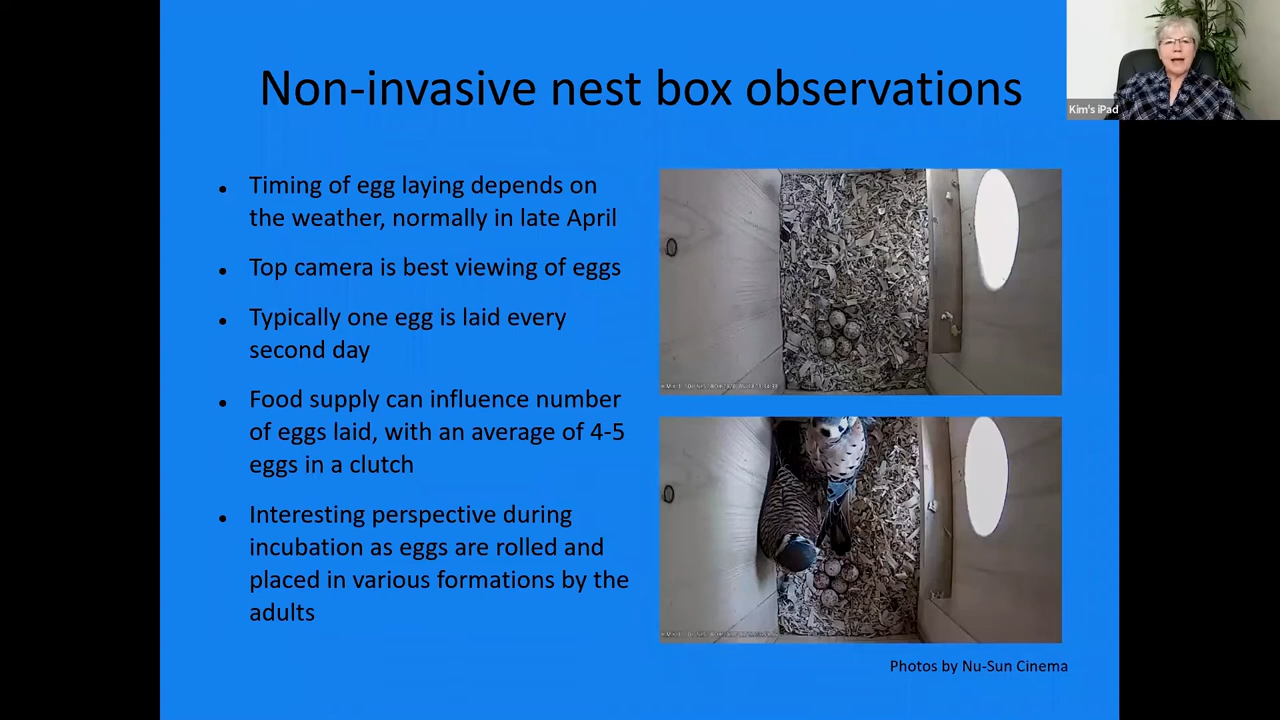 Non-invasive nest box observations
Kim's iPad
• Timing of egg laying depends on
the weather, normally in late April
• Top camera is best viewing of eggs
• Typically one egg is laid every
second day
• Food supply can influence number
of eggs laid, with an average of 4-5
eggs in a clutch
• Interesting perspective during
incubation as eggs are rolled and
placed in various formations by the
adults
Photos by Nu-Sun Cinema